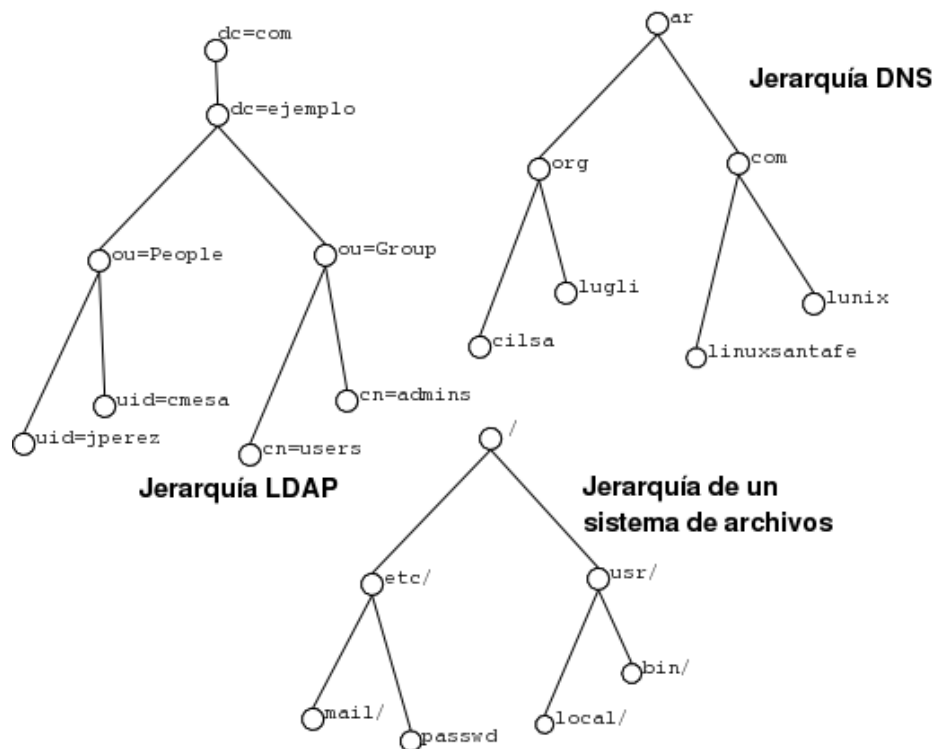 dc=com
dc=ejemplo
ou=People
ou=Group
uid=cmesa
cn=admins
uid=jperez
cn=users
Jerarquía LDAP
ar
Jerarquía DNS
org
com
lugli
lunix
cilsa
linuxsantafe
/
Jerarquía de un
sistema de archivos
etc/
usr/
bin/
mail/
local/
passwd